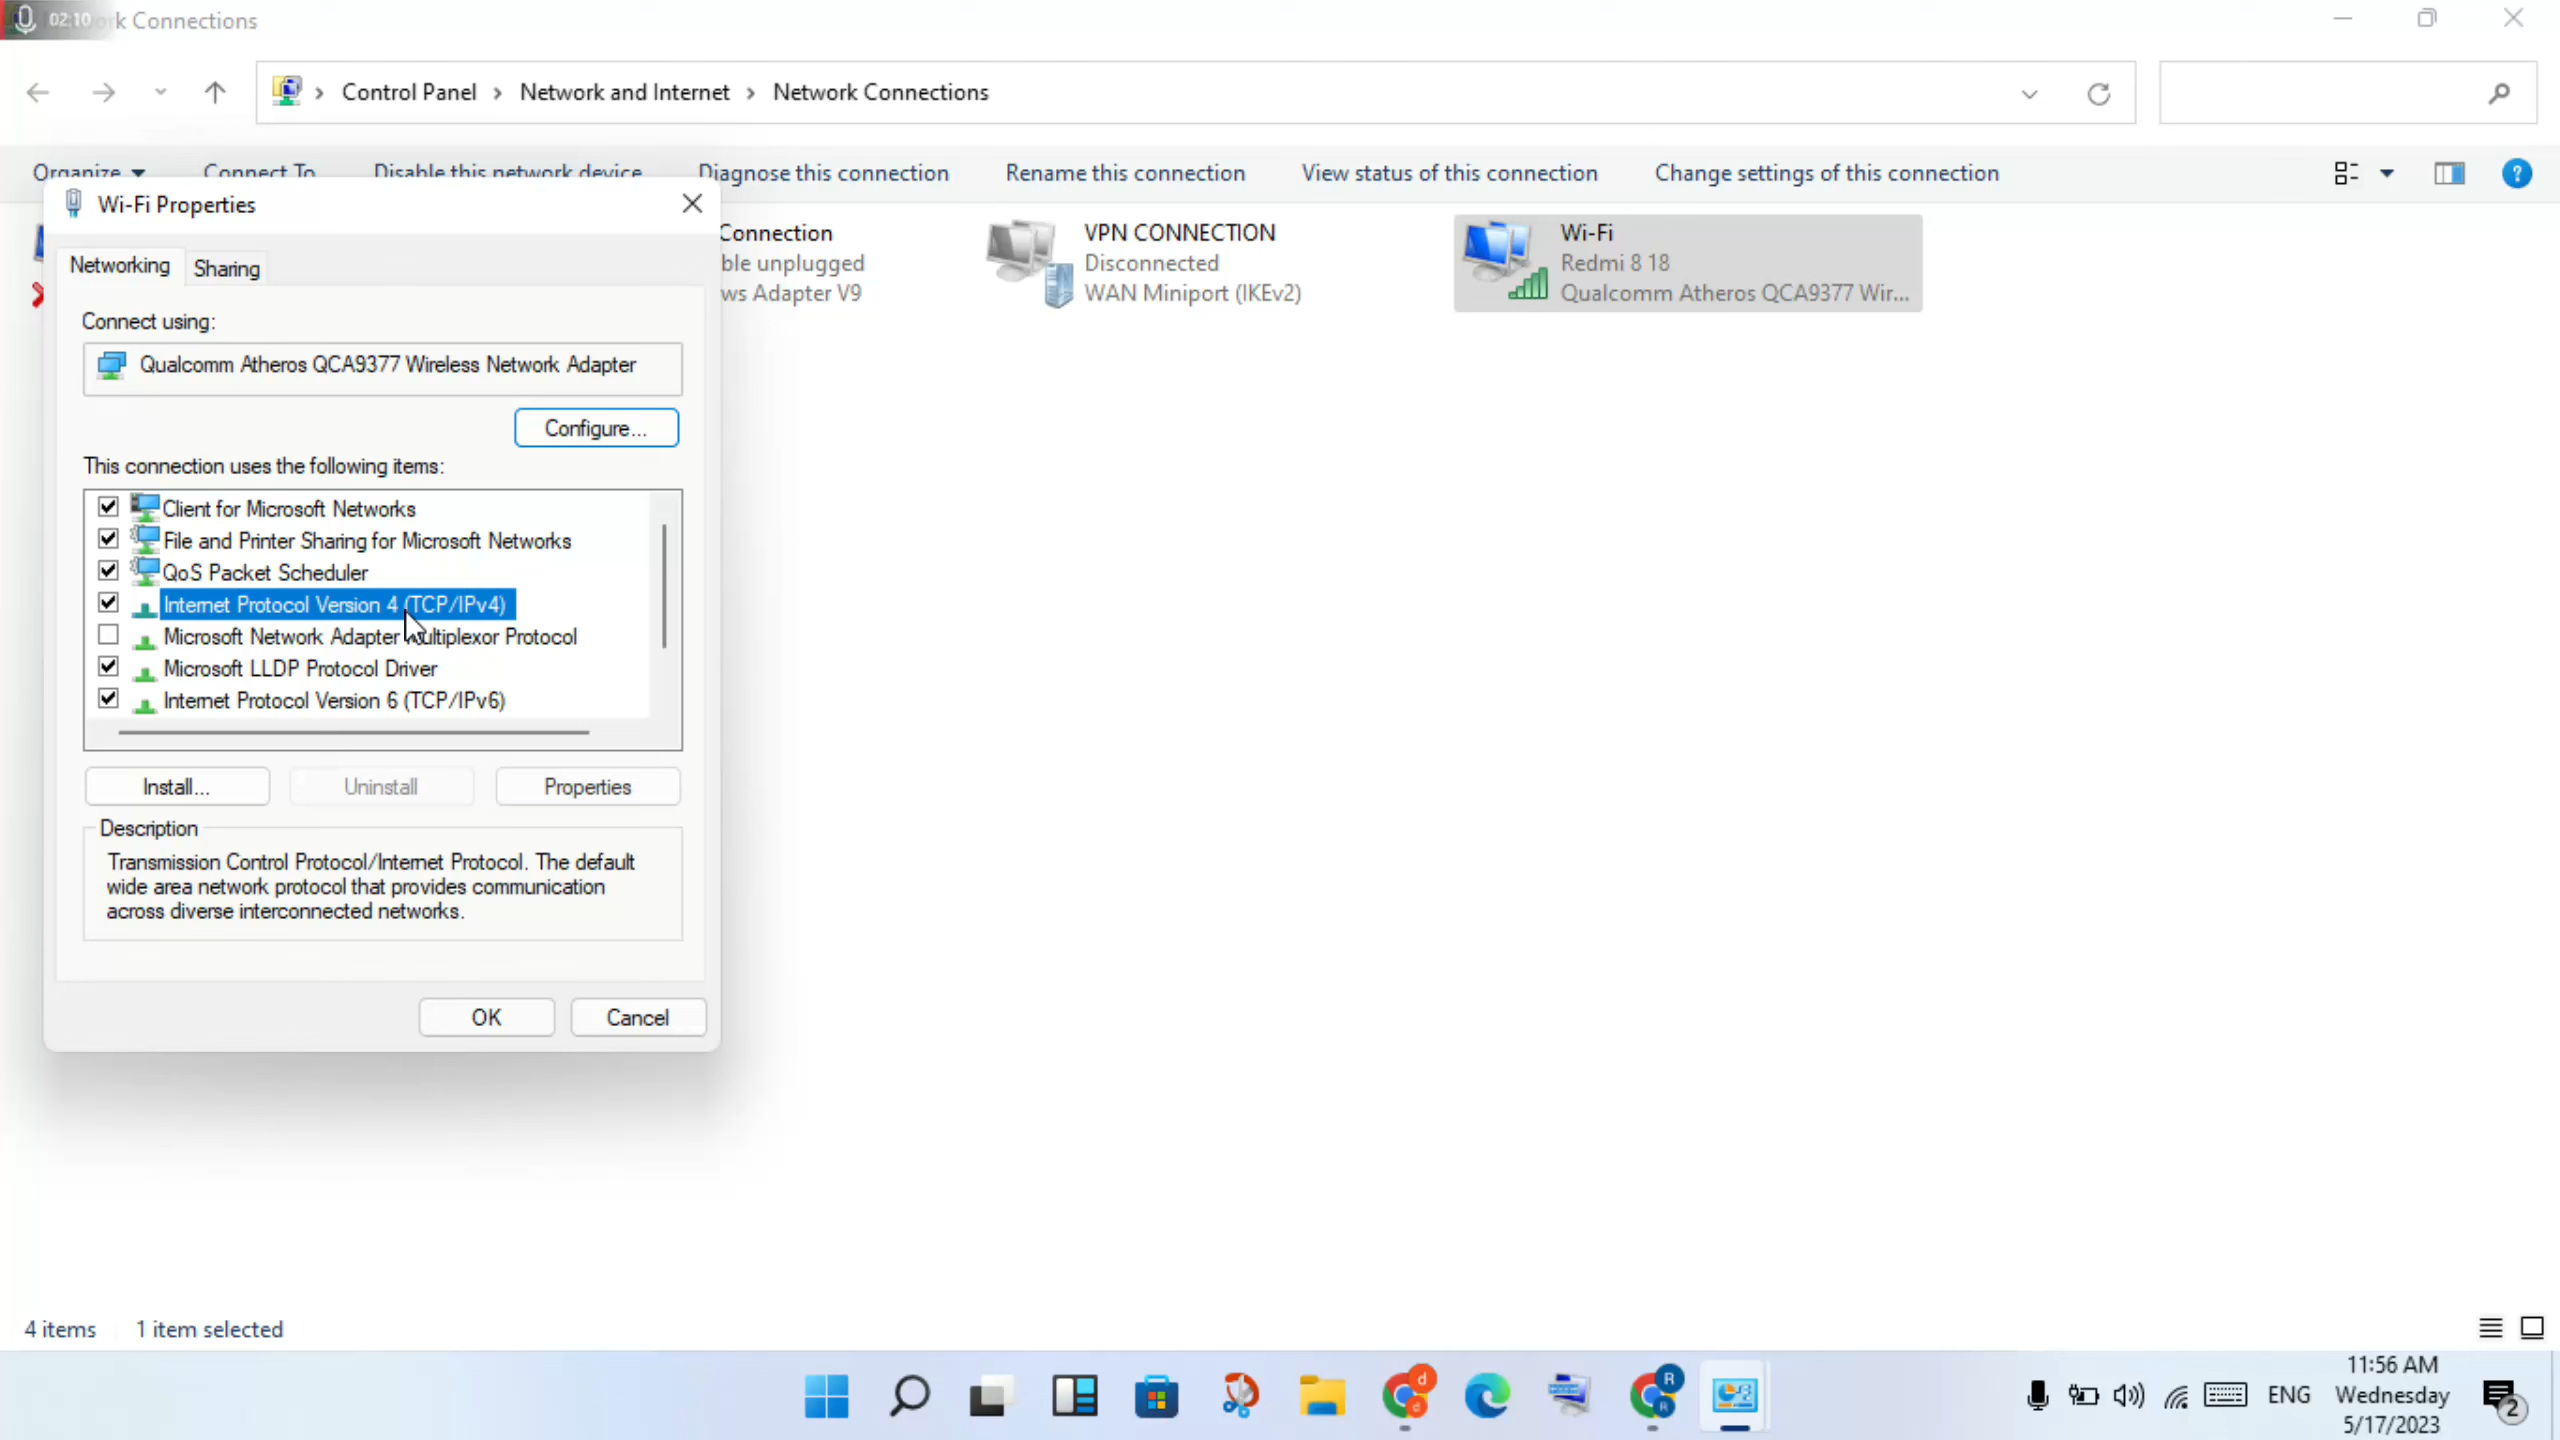 02:10
k Connections
Control Panel > Network and Internet > Network Connections
Organize
Connect To
Disable this network device
Diagnose this connection
Rename this connection
View status of this connection
Change settings of this connection
?
Wi-Fi Properties
Networking
Sharing
Connect using:
Qualcomm Atheros QCA9377 Wireless Network Adapter
Configure...
This connection uses the following items:
Client for Microsoft Networks
File and Printer Sharing for Microsoft Networks
QoS Packet Scheduler
Internet Protocol Version 4 (TCP/IPv4)
Microsoft Network Adapter Multiplexor Protocol
Microsoft LLDP Protocol Driver
Internet Protocol Version 6 (TCP/IPv6)
Install...
Uninstall
Properties
Description
Transmission Control Protocol/Internet Protocol. The default
wide area network protocol that provides communication
across diverse interconnected networks.
OK
Cancel
Connection
ble unplugged
ws Adapter V9
VPN CONNECTION
Disconnected
WAN Miniport (IKEv2)
Wi-Fi
Redmi 8 18
Qualcomm Atheros QCA9377 Wir...
4 items
1 item selected
d
d
R
R
ENG
11:56 AM
Wednesday
5/17/2023
2